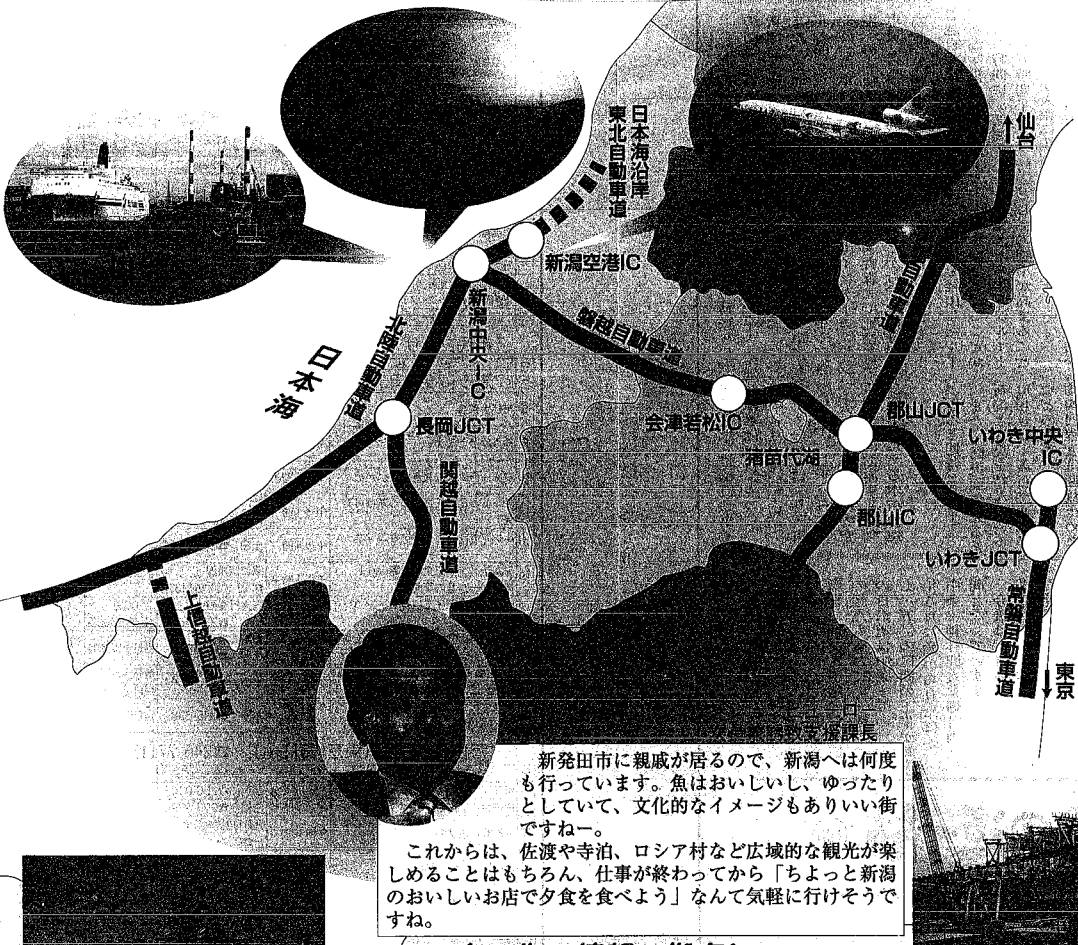 日本海沿岸
東北自動車道
仙台
新潟空港IC
新潟中央IC
北陸自動車道
磐越自動車道
日本海
長岡JCT
会津若松IC
郡山JCT
いわき中央
IC
猪苗代湖
関越自動車道
郡山IC
いわきJCT
上信越自動車道
常磐自動車道
東京
支援課長
新発田市に親戚が居るので、新潟へは何度
も行っています。魚はおいしいし、ゆったり
としていて、文化的なイメージもありいい街
ですねー。
これからは、佐渡や寺泊、ロシア村など広域的な観光が楽
しめることはもちろん、仕事が終わってから「ちょっと新潟
のおいしいお店で夕食を食べよう」なんて気軽に行けそうで
すね。